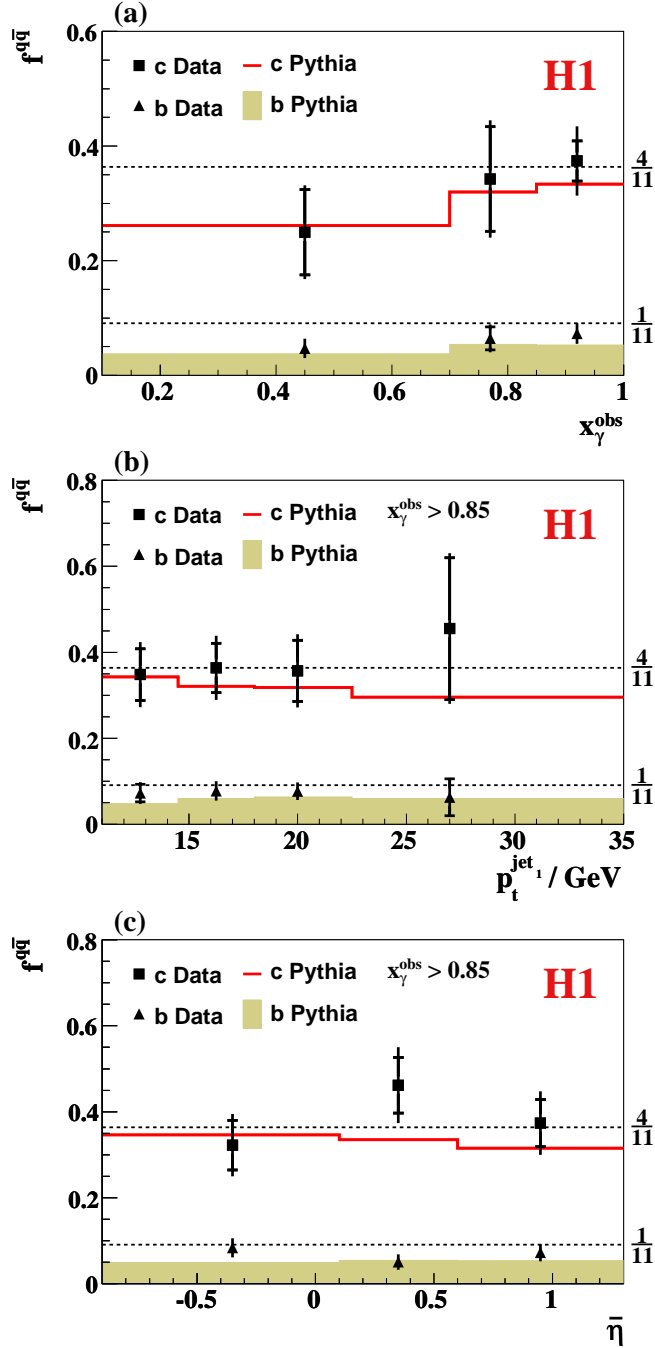 (a)
f^{qq̄}
0.6
0.4
0.2
0
c Data
c Pythia
b Data
b Pythia
H1
4/11
1/11
0.2
0.4
0.6
0.8
1
x_γ^{obs}
(b)
f^{qq̄}
0.8
0.6
0.4
0.2
0
c Data
c Pythia
x_γ^{obs} > 0.85
b Data
b Pythia
H1
4/11
1/11
15
20
25
30
35
p_t^{jet_1} / GeV
(c)
f^{qq̄}
0.8
0.6
0.4
0.2
0
c Data
c Pythia
x_γ^{obs} > 0.85
b Data
b Pythia
H1
4/11
1/11
-0.5
0
0.5
1
η̄